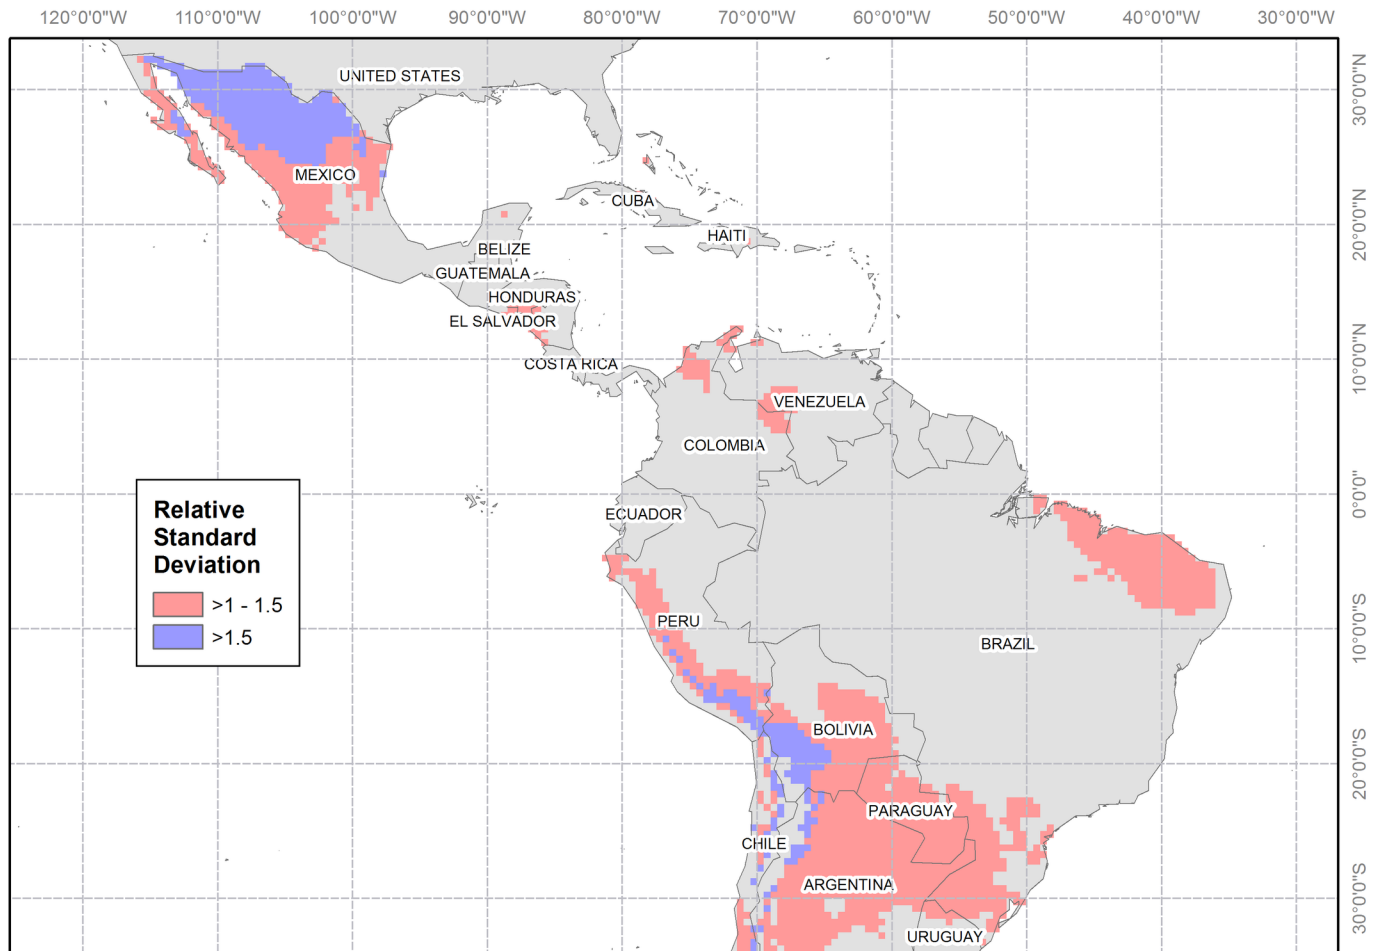 120°0'0"W 110°0'0"W 100°0'0"W 90°0'0"W 80°0'0"W 70°0'0"W 60°0'0"W 50°0'0"W 40°0'0"W 30°0'0"W
UNITED STATES
30°0'0"N
MEXICO
CUBA
20°0'0"N
HAITI
BELIZE
GUATEMALA
HONDURAS
EL SALVADOR
COSTA RICA
10°0'0"N
VENEZUELA
COLOMBIA
0°0'0"
ECUADOR
Relative
Standard
Deviation
>1 - 1.5
>1.5
PERU
10°0'0"S
BRAZIL
BOLIVIA
20°0'0"S
PARAGUAY
CHILE
ARGENTINA
30°0'0"S
URUGUAY